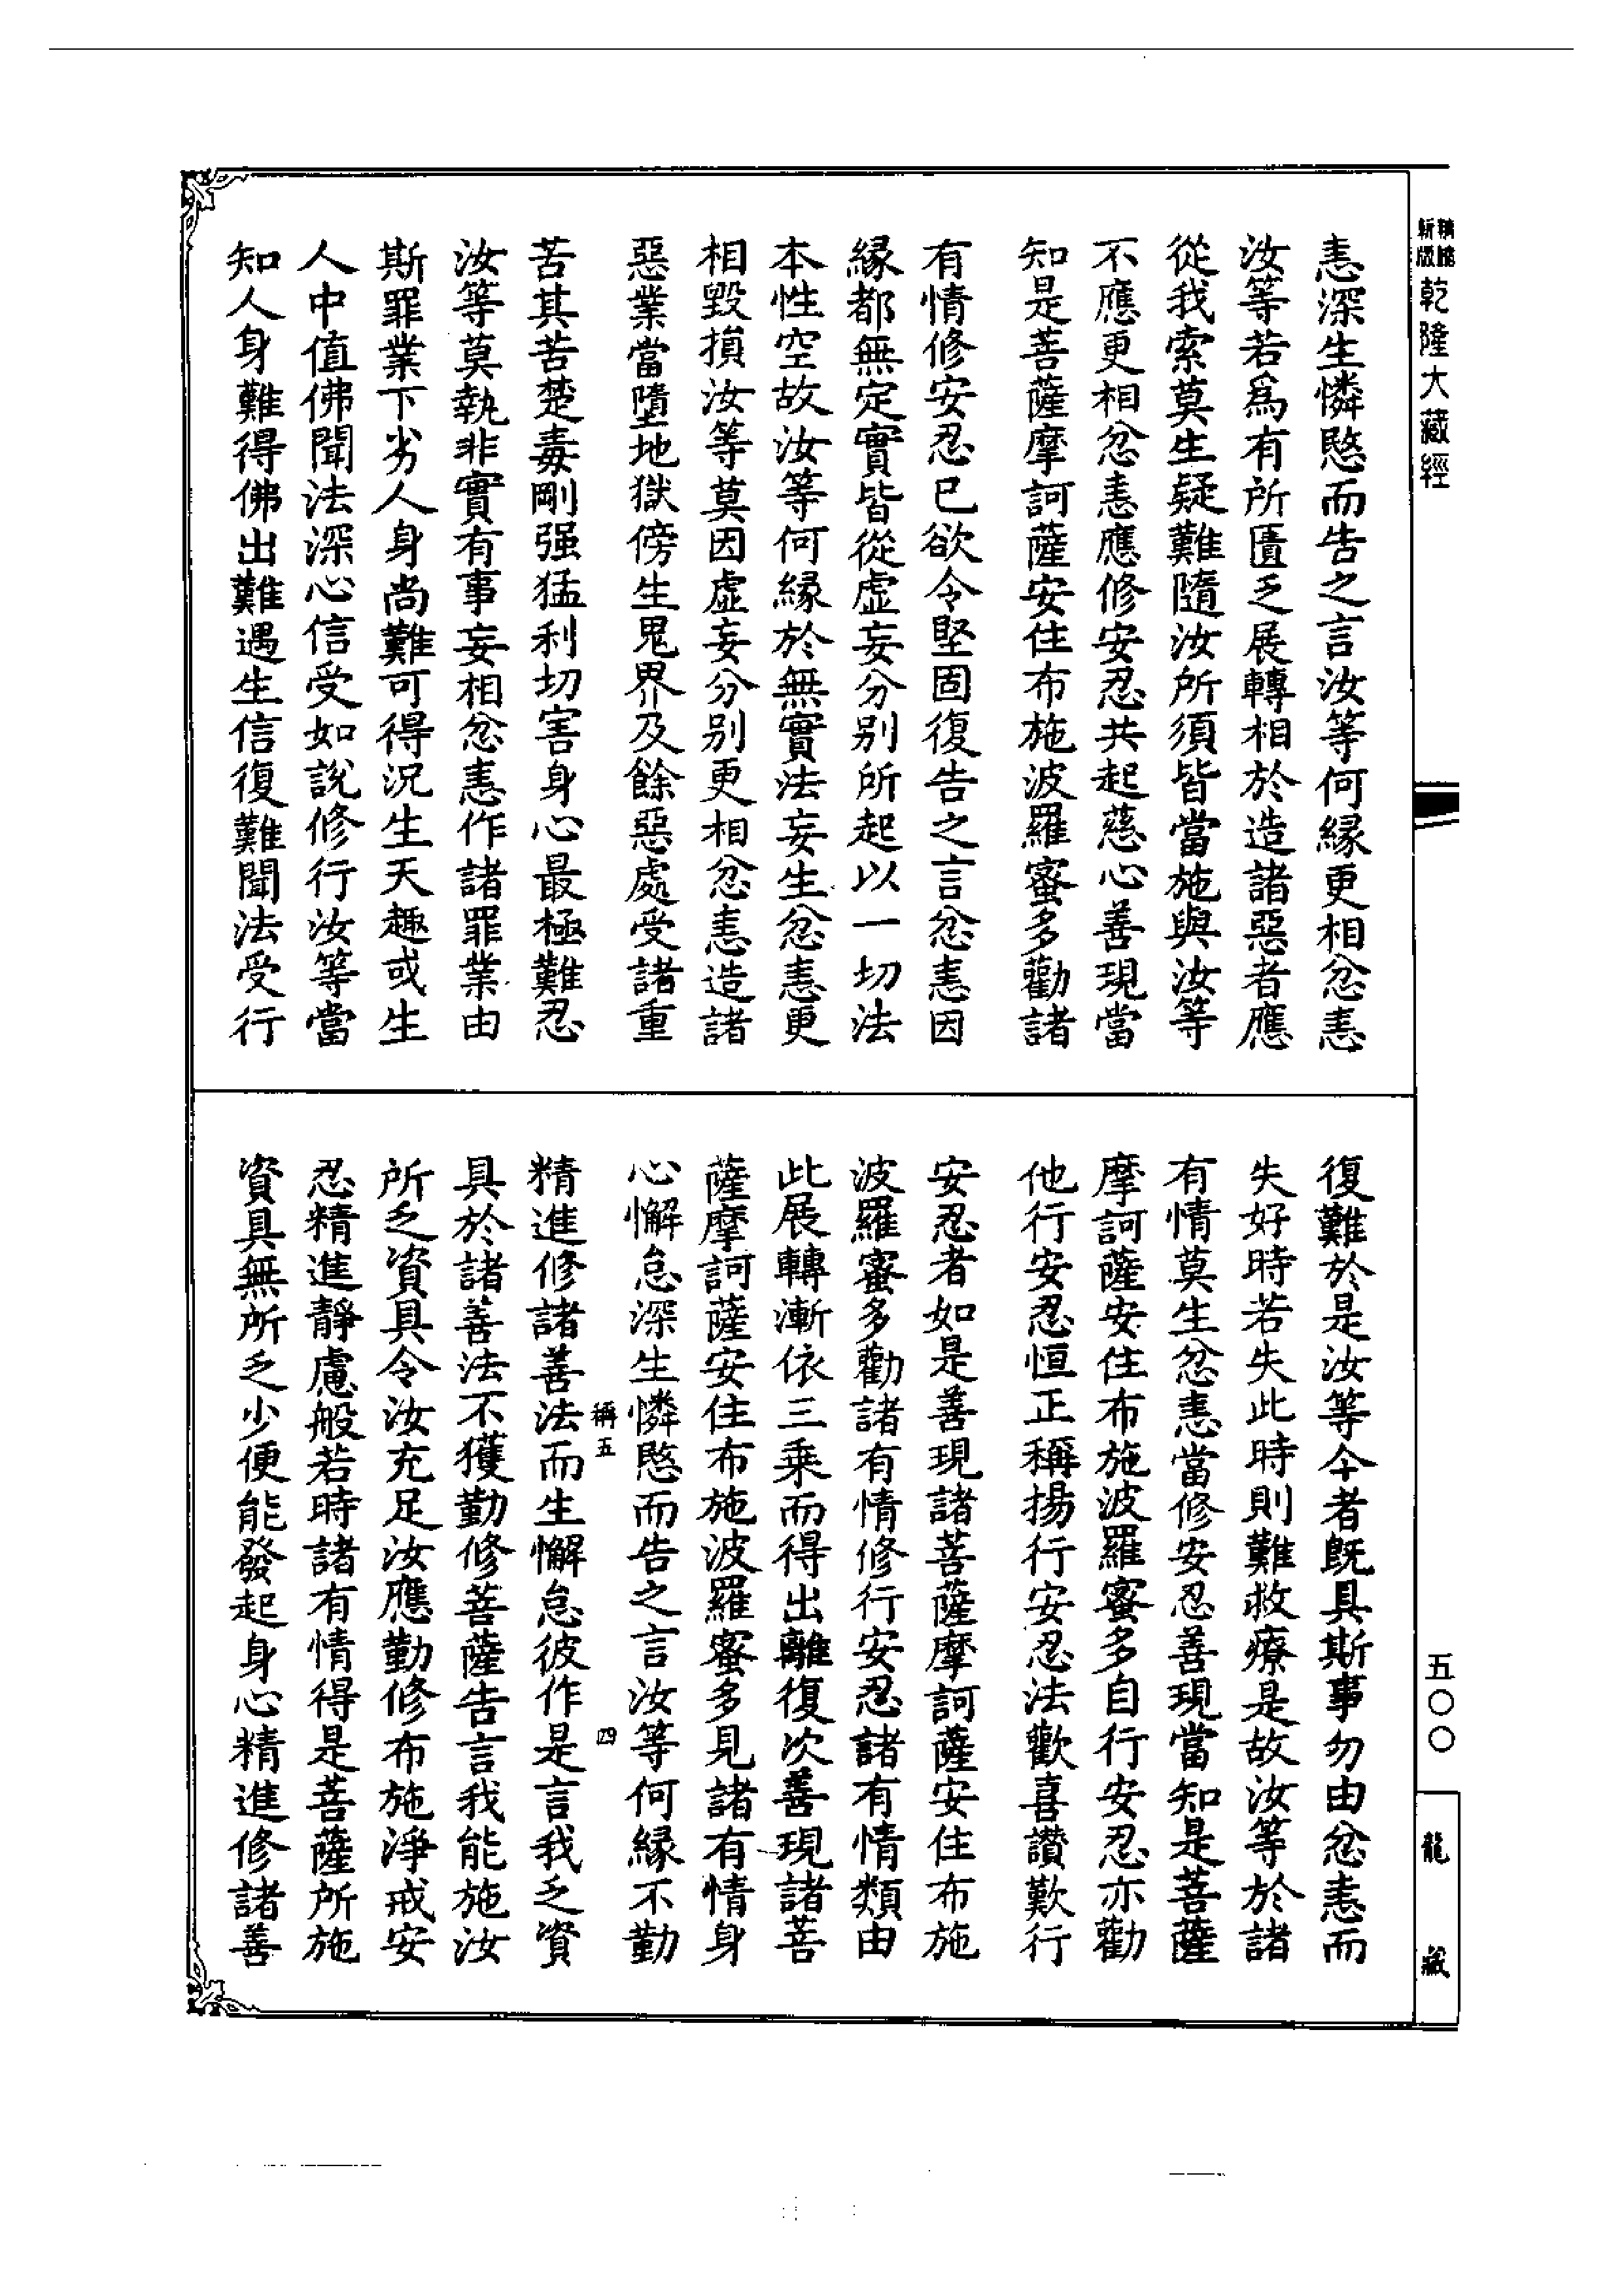 新版
精縮
乾隆大藏經
恚深生憐愍而告之言汝等何緣更相忿恚
汝等若爲有所匱乏展轉相於造諸惡者應
從我索莫生疑難隨汝所須皆當施與汝等
不應更相忿恚應修安忍共起慈心善現當
知是菩薩摩訶薩安住布施波羅蜜多勸諸
有情修安忍已欲令堅固復告之言忿恚因
緣都無定實皆從虛妄分別所起以一切法
本性空故汝等何緣於無實法妄生忿恚更
相毀損汝等莫因虛妄分別更相忿恚造諸
惡業當墮地獄傍生鬼界及餘惡處受諸重
苦其苦楚毒剛强猛利切害身心最極難忍
汝等莫執非實有事妄相忿恚作諸罪業由
斯罪業下劣人身尚難可得況生天趣或生
人中值佛聞法深心信受如說修行汝等當
知人身難得佛出難遇生信復難聞法受行
復難於是汝等今者旣具斯事勿由忿恚而
失好時若失此時則難救療是故汝等於諸
有情莫生忿恚當修安忍善現當知是菩薩
摩訶薩安住布施波羅蜜多自行安忍亦勸
他行安忍恒正稱揚行安忍法歡喜讚歎行
安忍者如是善現諸菩薩摩訶薩安住布施
波羅蜜多勸諸有情修行安忍諸有情類由
此展轉漸依三乘而得出離復次善現諸菩
薩摩訶薩安住布施波羅蜜多見諸有情身
心懈怠深生憐愍而告之言汝等何緣不勤
稱五
四
精進修諸善法而生懈怠彼作是言我乏資
具於諸善法不獲勤修菩薩告言我能施汝
所乏資具令汝充足汝應勤修布施淨戒安
忍精進靜慮般若時諸有情得是菩薩所施
資具無所乏少便能發起身心精進修諸善
五〇〇
龍藏